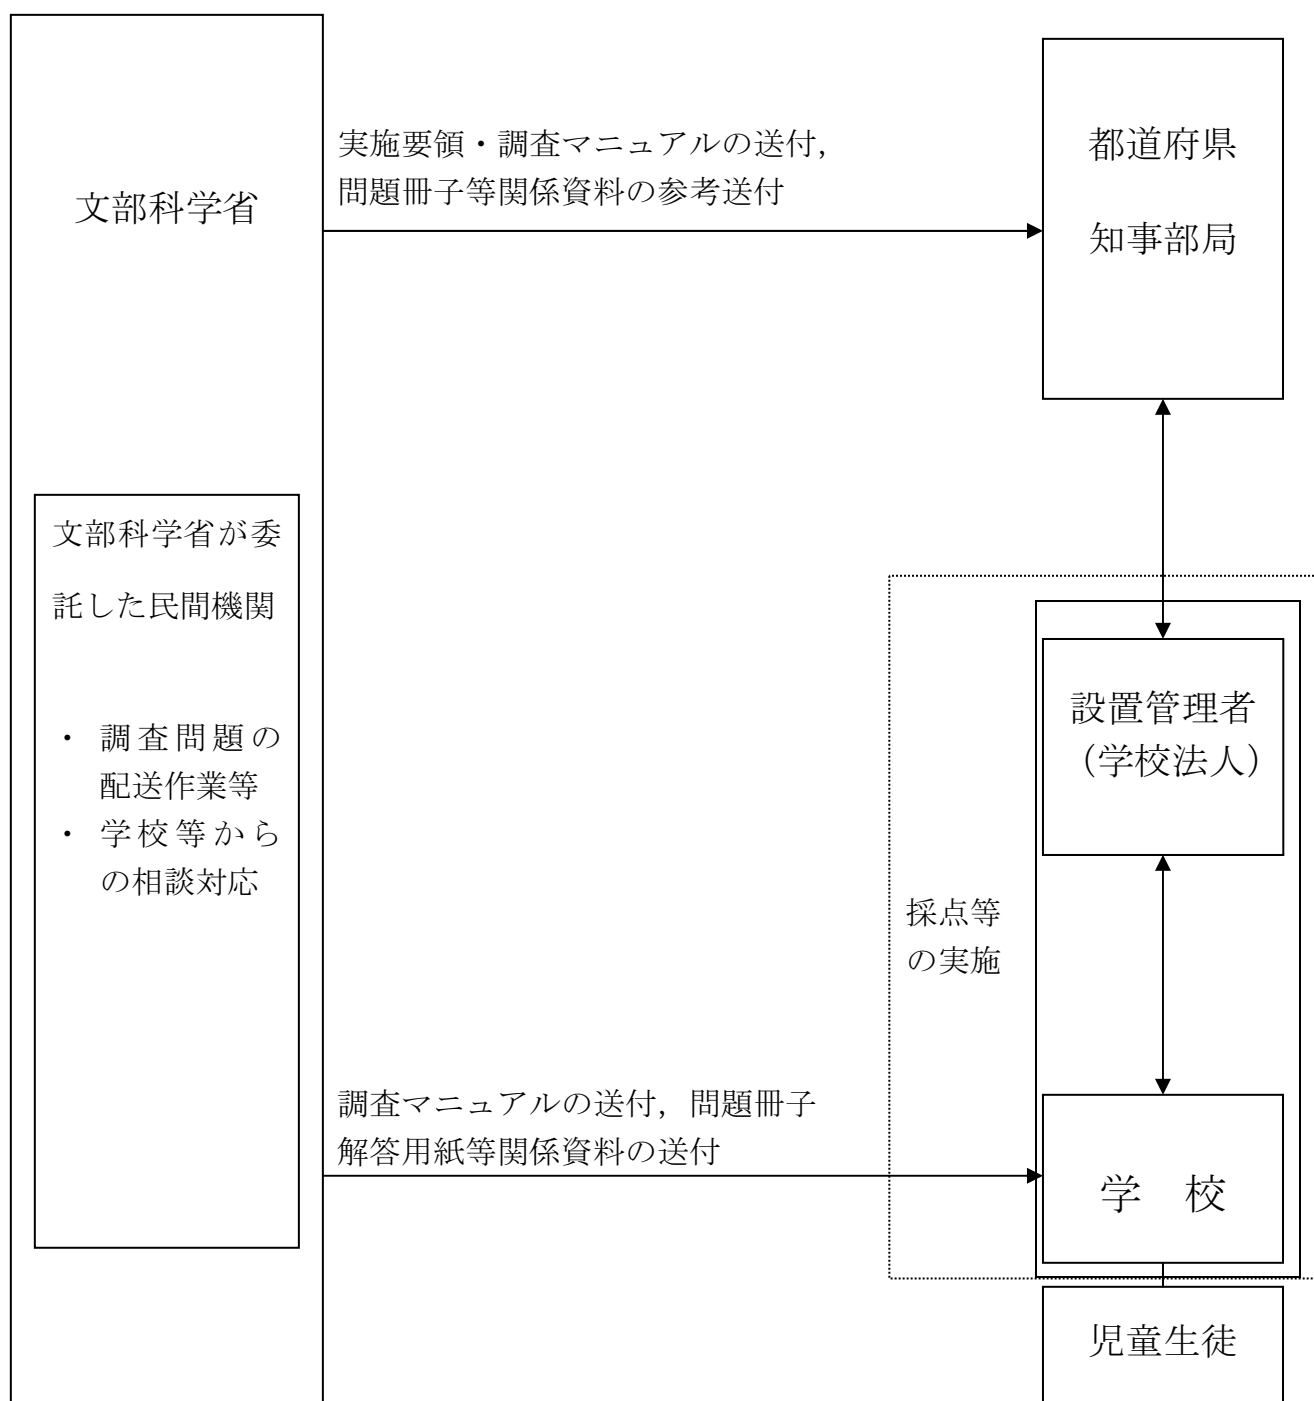 文部科学省
実施要領・調査マニュアルの送付，
問題冊子等関係資料の参考送付
都道府県
知事部局
文部科学省が委
託した民間機関
・ 調査問題の
配送作業等
・ 学校等から
の相談対応
設置管理者
（学校法人）
採点等
の実施
調査マニュアルの送付，問題冊子
解答用紙等関係資料の送付
学　校
児童生徒